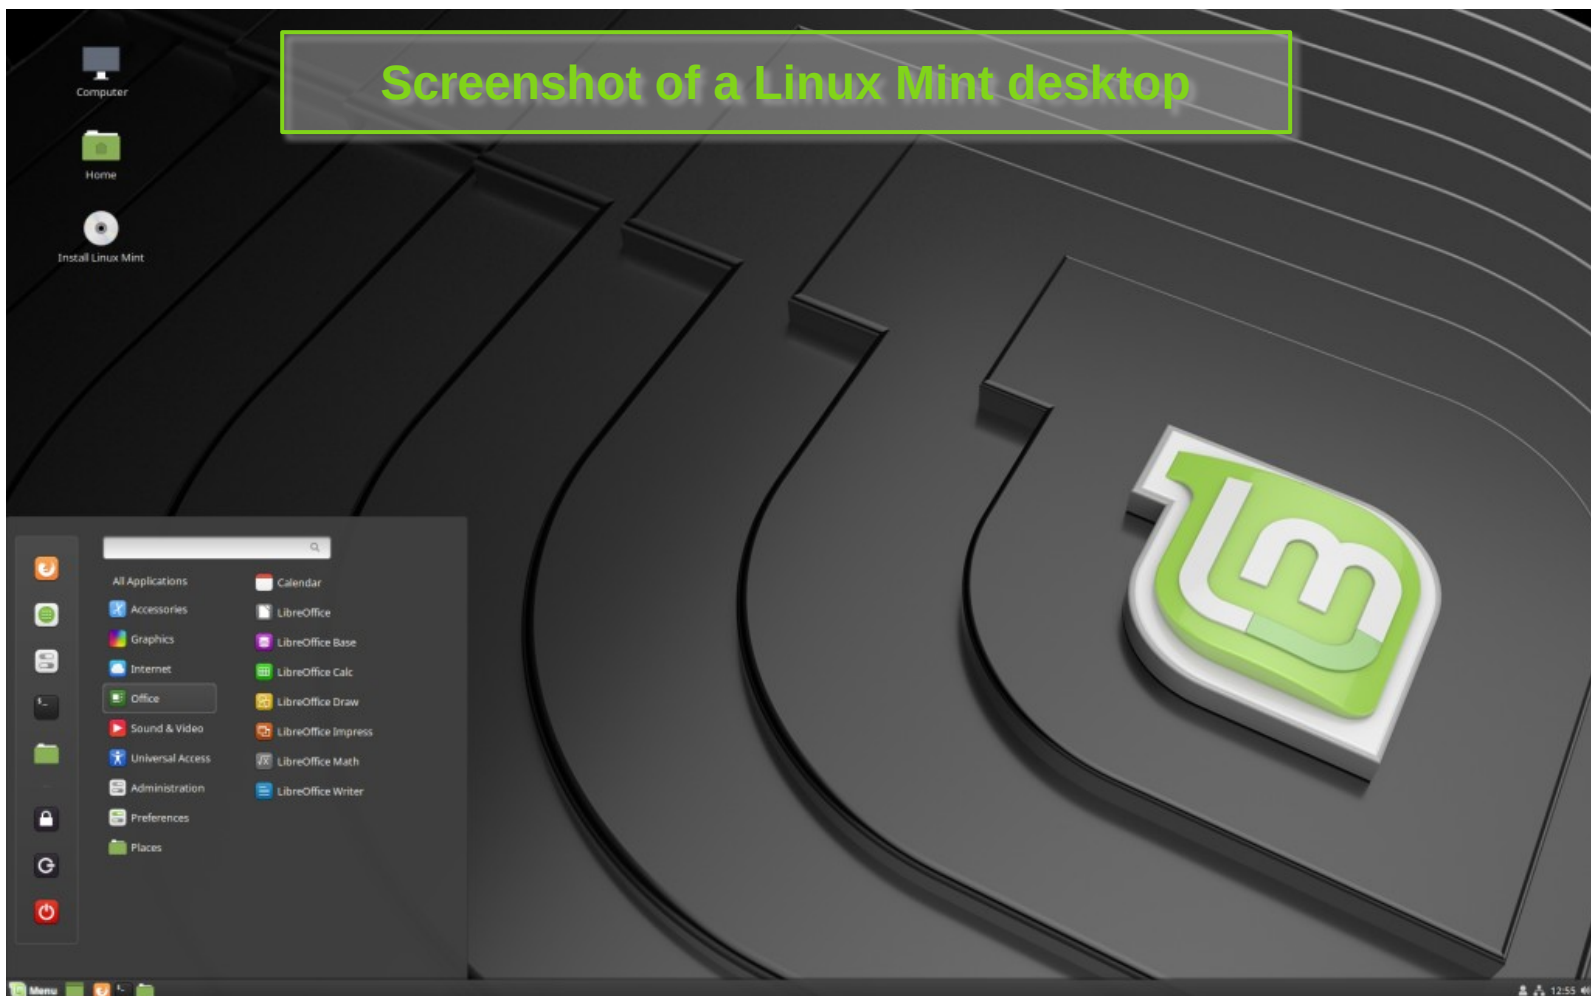 Screenshot of a Linux Mint desktop
Computer
Home
Install Linux Mint
All Applications
Accessories
Graphics
Internet
Office
Sound & Video
Universal Access
Administration
Preferences
Places
Calendar
LibreOffice
LibreOffice Base
LibreOffice Calc
LibreOffice Draw
LibreOffice Impress
LibreOffice Math
LibreOffice Writer
Menu
12:55